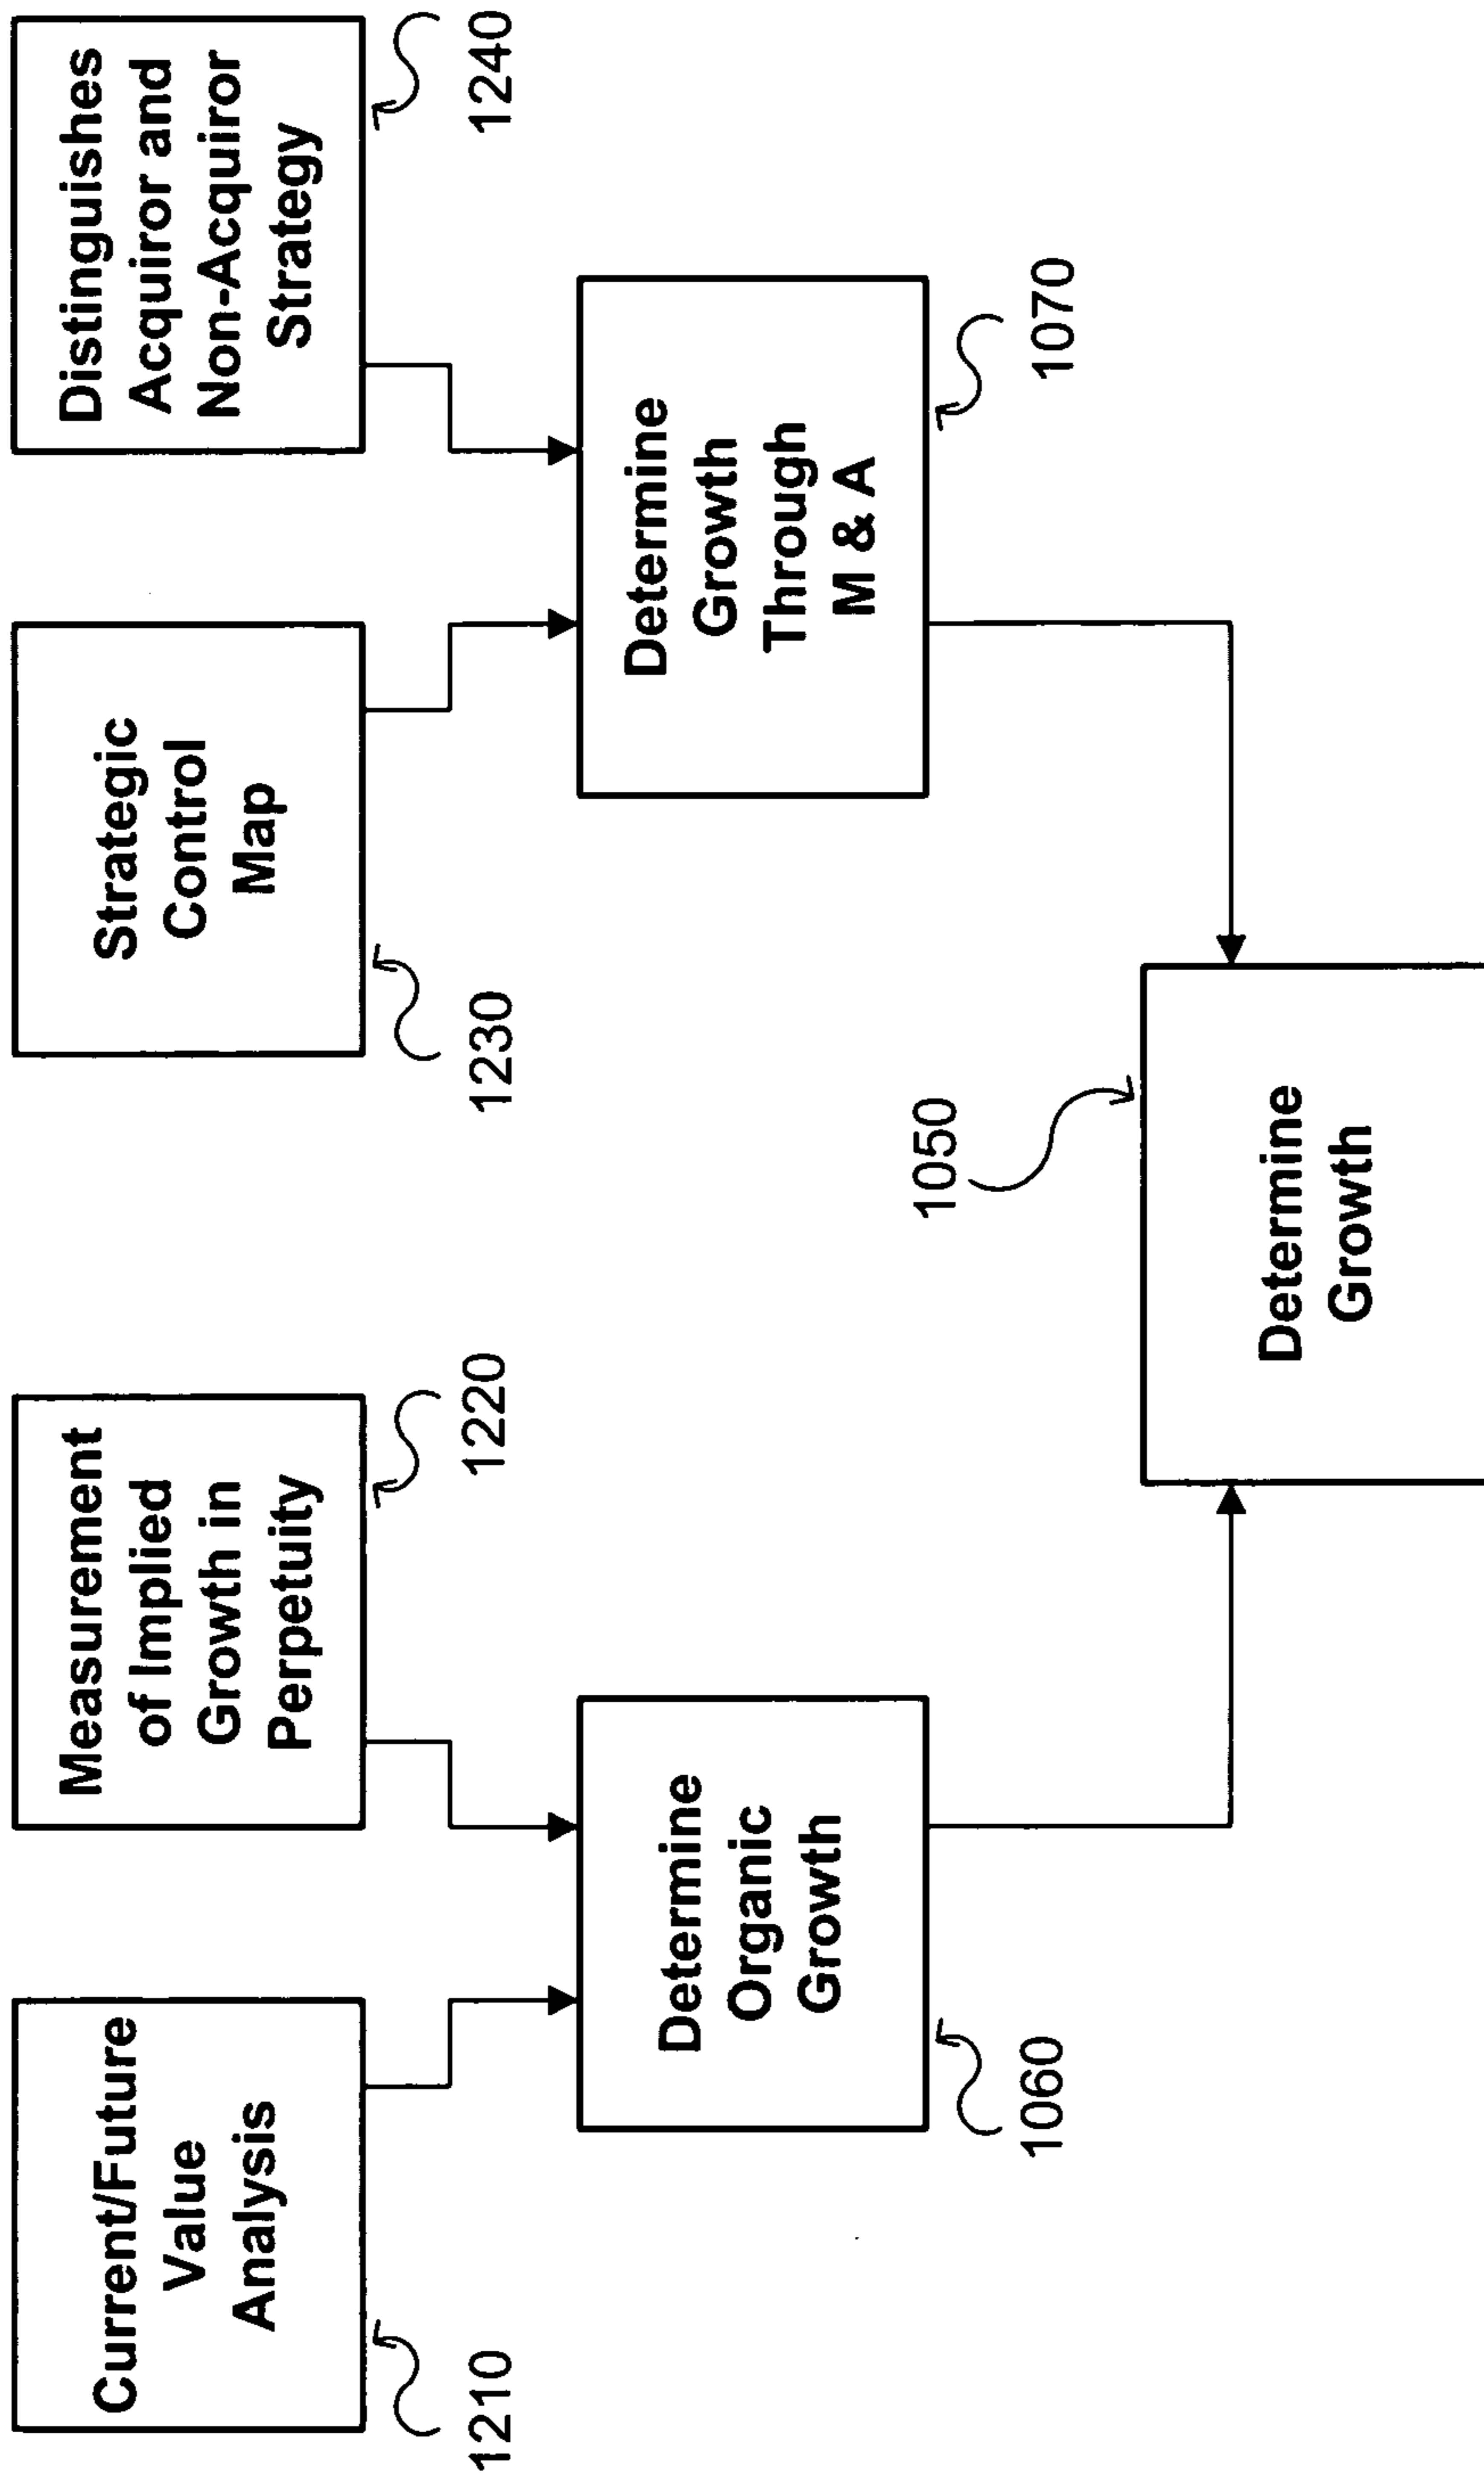 Current/Future
Value
Analysis
1210
Measurement
of Implied
Growth in
Perpetuity
1220
Strategic
Control
Map
1230
Distinguishes
Acquiror and
Non-Acquiror
Strategy
1240
Determine
Organic
Growth
1060
Determine
Growth
Through
M & A
1070
1050
Determine
Growth